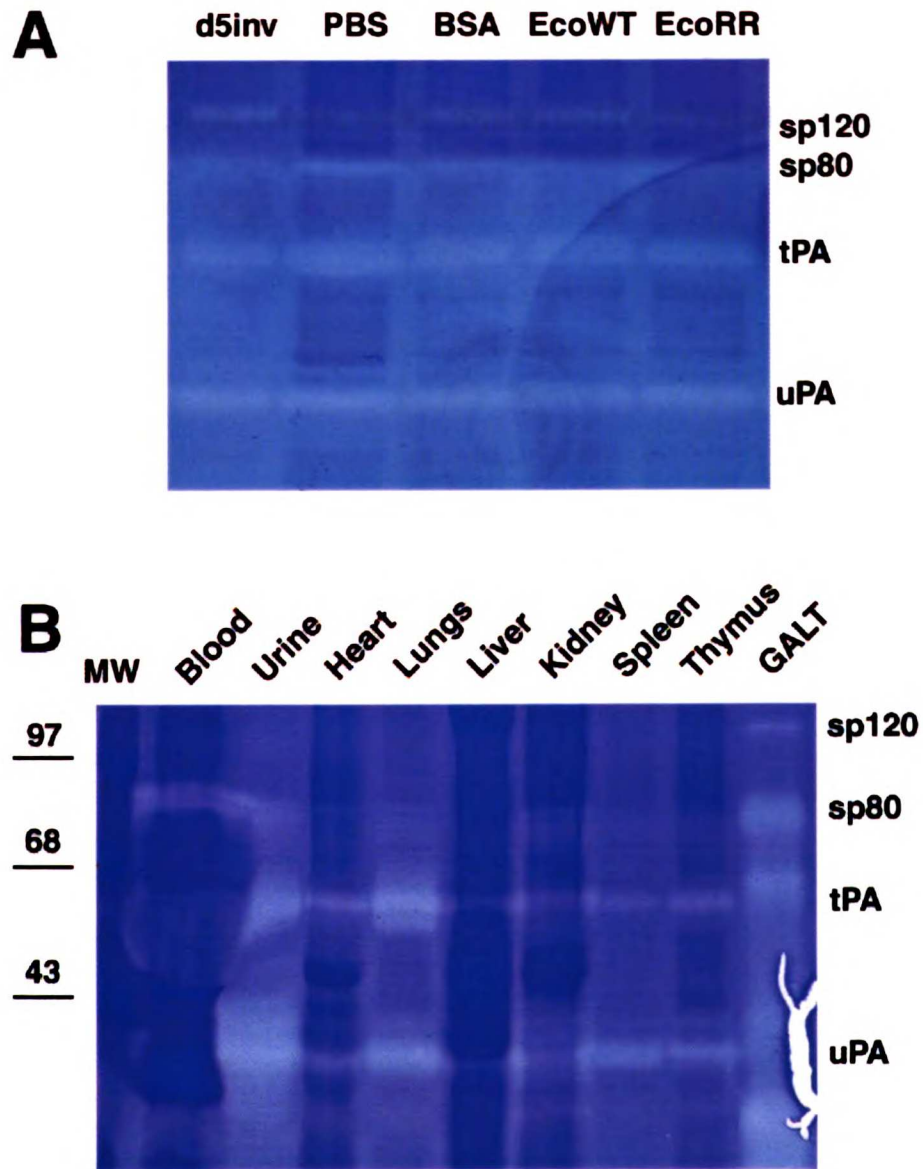 A
d5inv PBS BSA EcoWT EcoRR
sp120
sp80
tPA
uPA
B
MW Blood Urine Heart Lungs Liver Kidney Spleen Thymus GALT
97
68
43
sp120
sp80
tPA
uPA